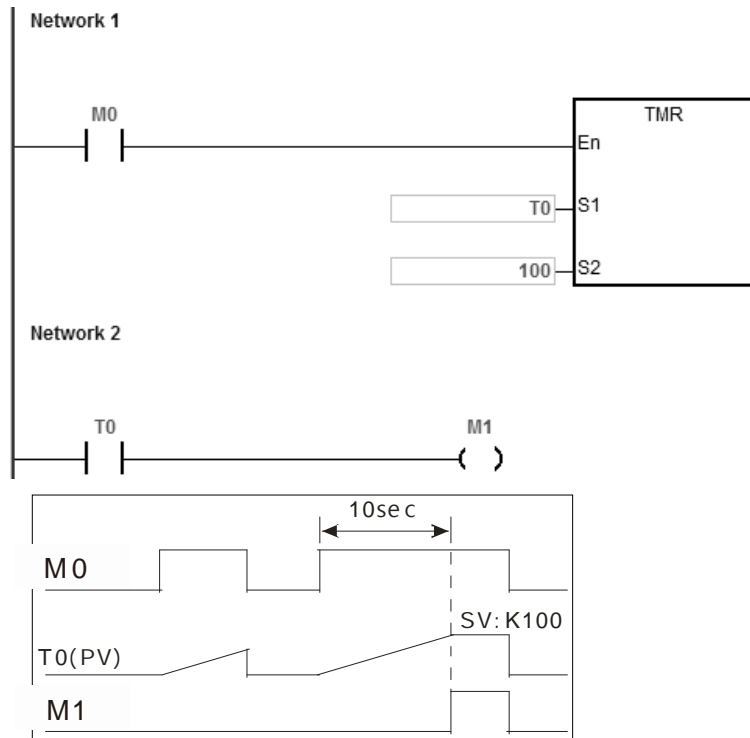 Network 1
M0
TMR
En
T0 S1
100 S2
Network 2
T0 M1
10sec
M0
SV: K100
T0(PV)
M1